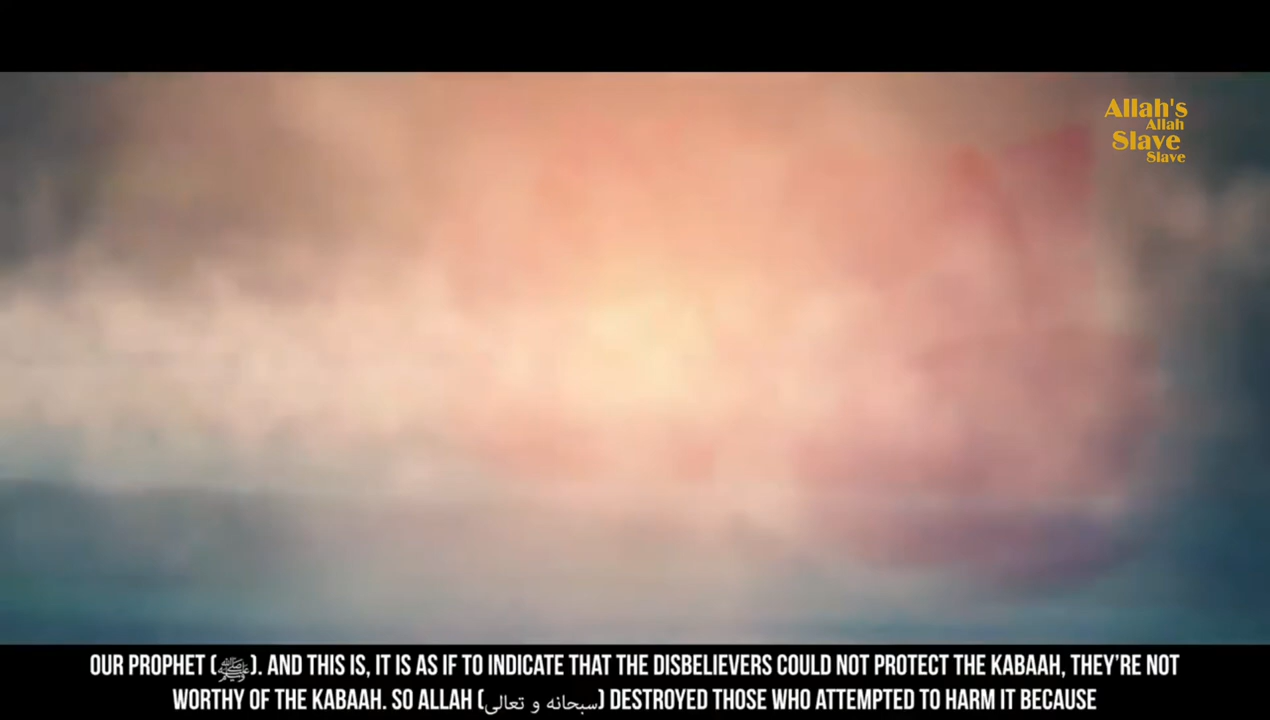 Allah's
Allah
Slave
Slave
OUR PROPHET (ﷺ). AND THIS IS, IT IS AS IF TO INDICATE THAT THE DISBELIEVERS COULD NOT PROTECT THE KABAAH, THEY'RE NOT
WORTHY OF THE KABAAH. SO ALLAH (سبحانه و تعالى) DESTROYED THOSE WHO ATTEMPTED TO HARM IT BECAUSE